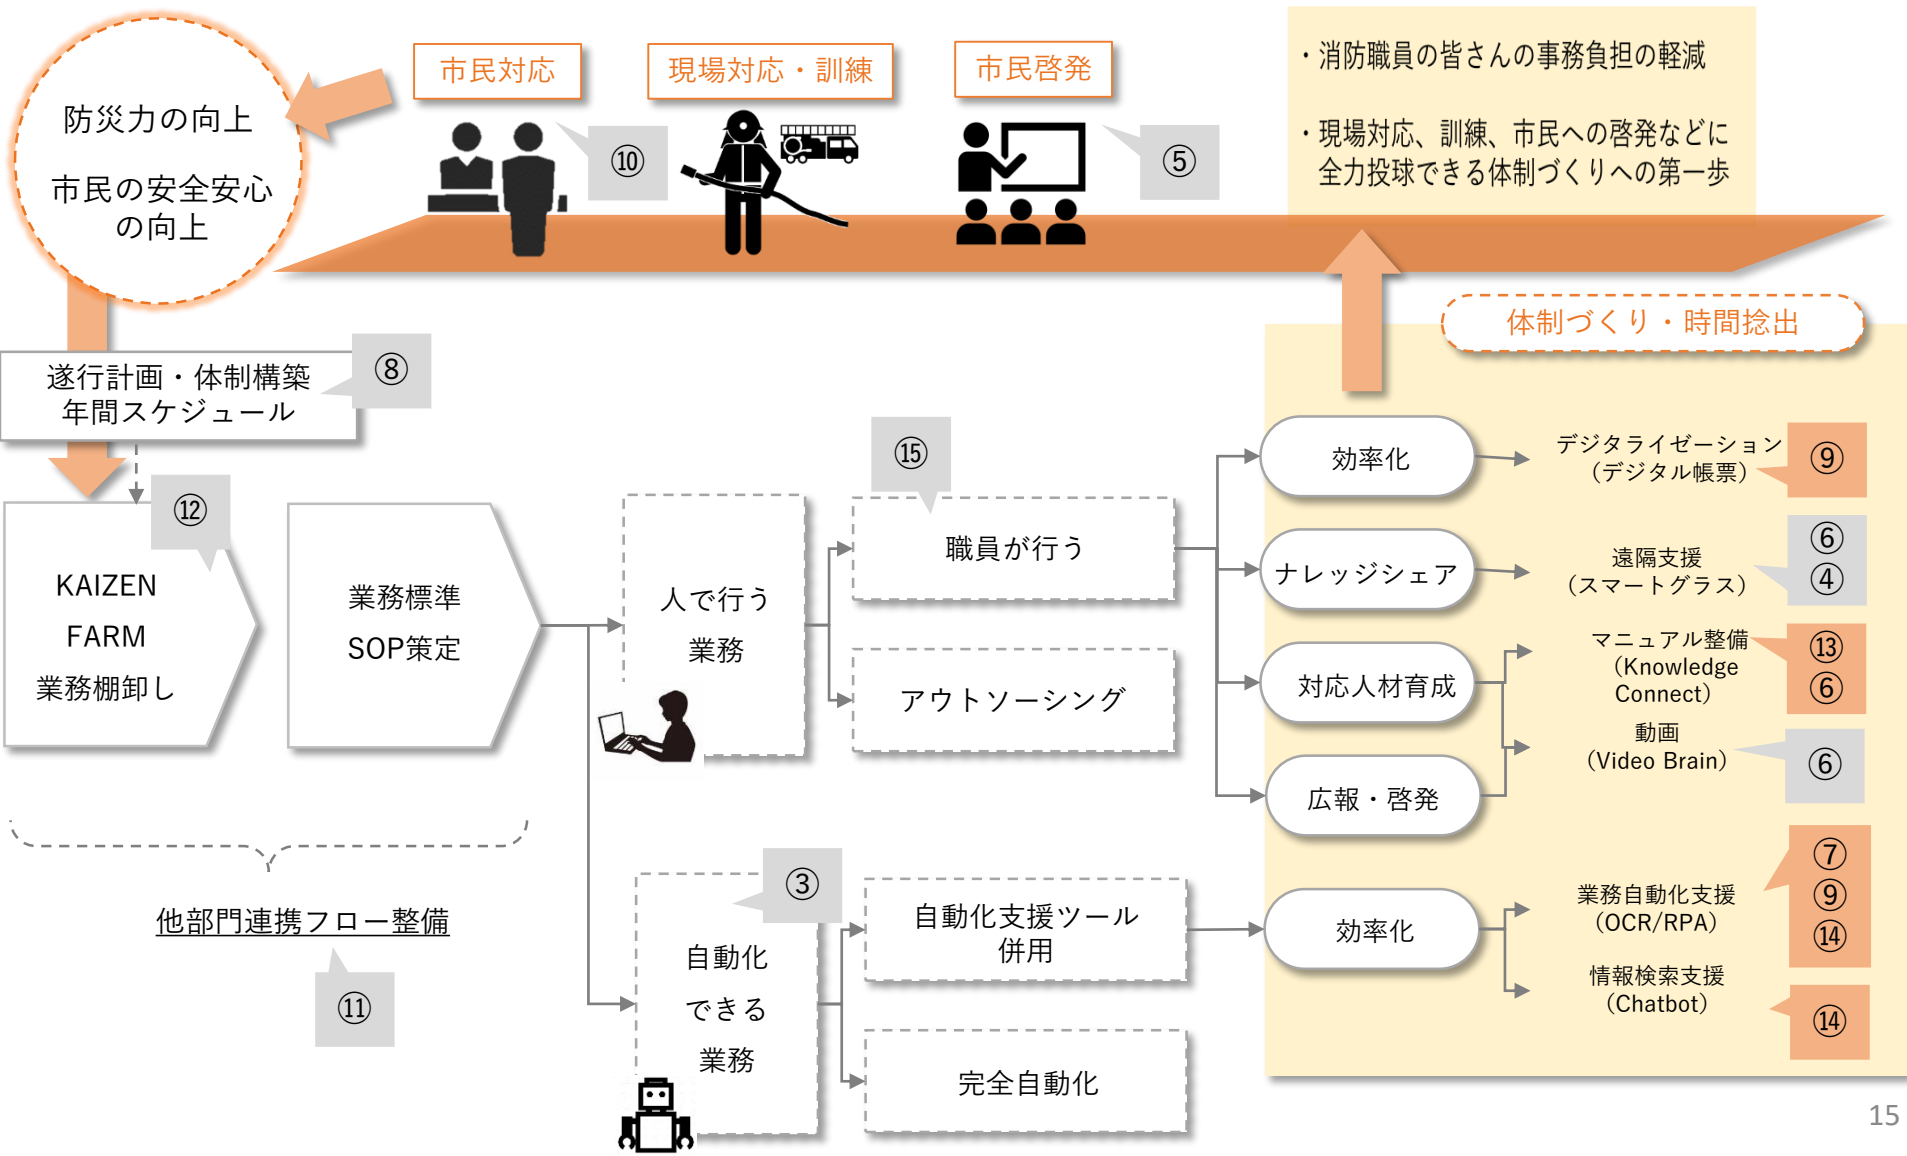 防災力の向上
市民の安全安心
の向上
市民対応
⑩
現場対応・訓練
市民啓発
⑤
・消防職員の皆さんの事務負担の軽減
・現場対応、訓練、市民への啓発などに
全力投球できる体制づくりへの第一歩
体制づくり・時間捻出
遂行計画・体制構築
年間スケジュール
⑧
⑫
KAIZEN
FARM
業務棚卸し
業務標準
SOP策定
他部門連携フロー整備
⑪
人で行う
業務
⑮
職員が行う
アウトソーシング
③
自動化
できる
業務
自動化支援ツール
併用
完全自動化
効率化
ナレッジシェア
対応人材育成
広報・啓発
効率化
デジタライゼーション
（デジタル帳票）
⑨
遠隔支援
（スマートグラス）
⑥
④
マニュアル整備
（Knowledge
Connect）
⑬
⑥
動画
（Video Brain）
⑥
業務自動化支援
（OCR/RPA）
⑦
⑨
⑭
情報検索支援
（Chatbot）
⑭
15